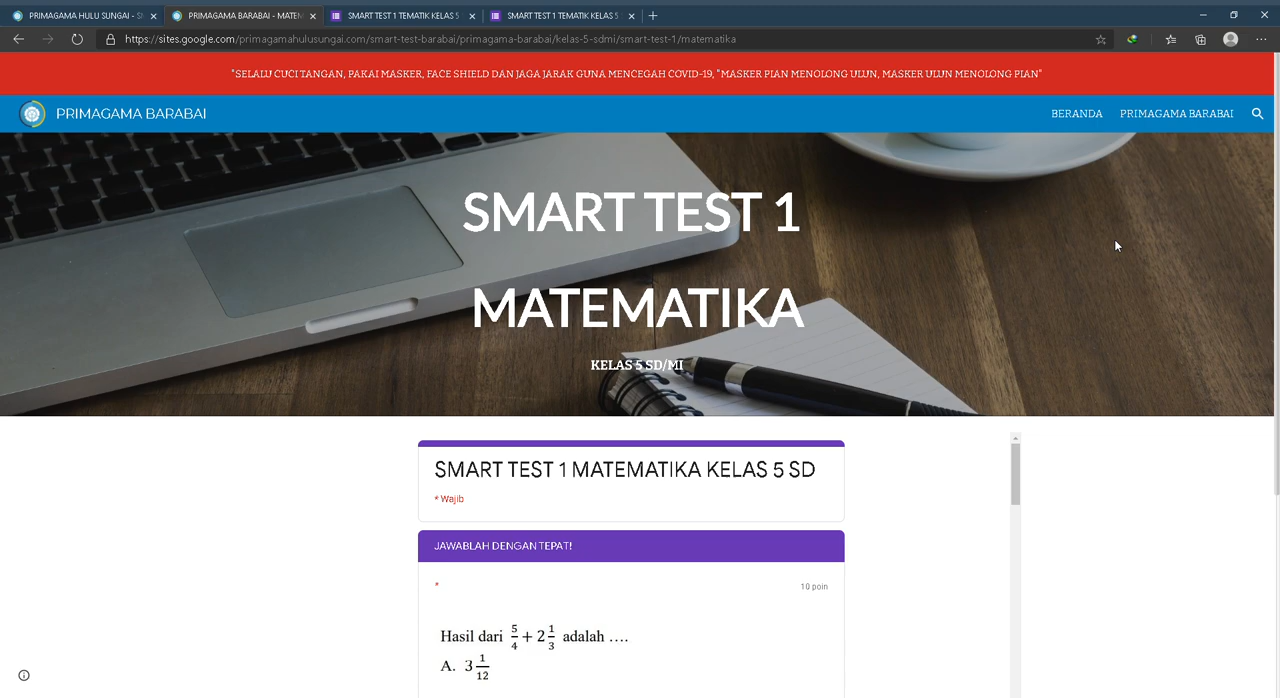 PRIMAGAMA HULU SUNGAI - S
PRIMAGAMA BARABAI - MATEM
SMART TEST 1 TEMATIK KELAS 5
SMART TEST 1 TEMATIK KELAS 5
https://sites.google.com/primagamahulusungai.com/smart-test-barabai/primagama-barabai/kelas-5-sdmi/smart-test-1/matematika
"SELALU CUCI TANGAN, PAKAI MASKER, FACE SHIELD DAN JAGA JARAK GUNA MENCEGAH COVID-19, "MASKER PIAN MENOLONG ULUN, MASKER ULUN MENOLONG PIAN"
PRIMAGAMA BARABAI
BERANDA
PRIMAGAMA BARABAI
SMART TEST 1
MATEMATIKA
KELAS 5 SD/MI
SMART TEST 1 MATEMATIKA KELAS 5 SD
* Wajib
JAWABLAH DENGAN TEPAT!
*
10 poin
Hasil dari 5/4 + 2 1/3 adalah ....
A. 3 1/12